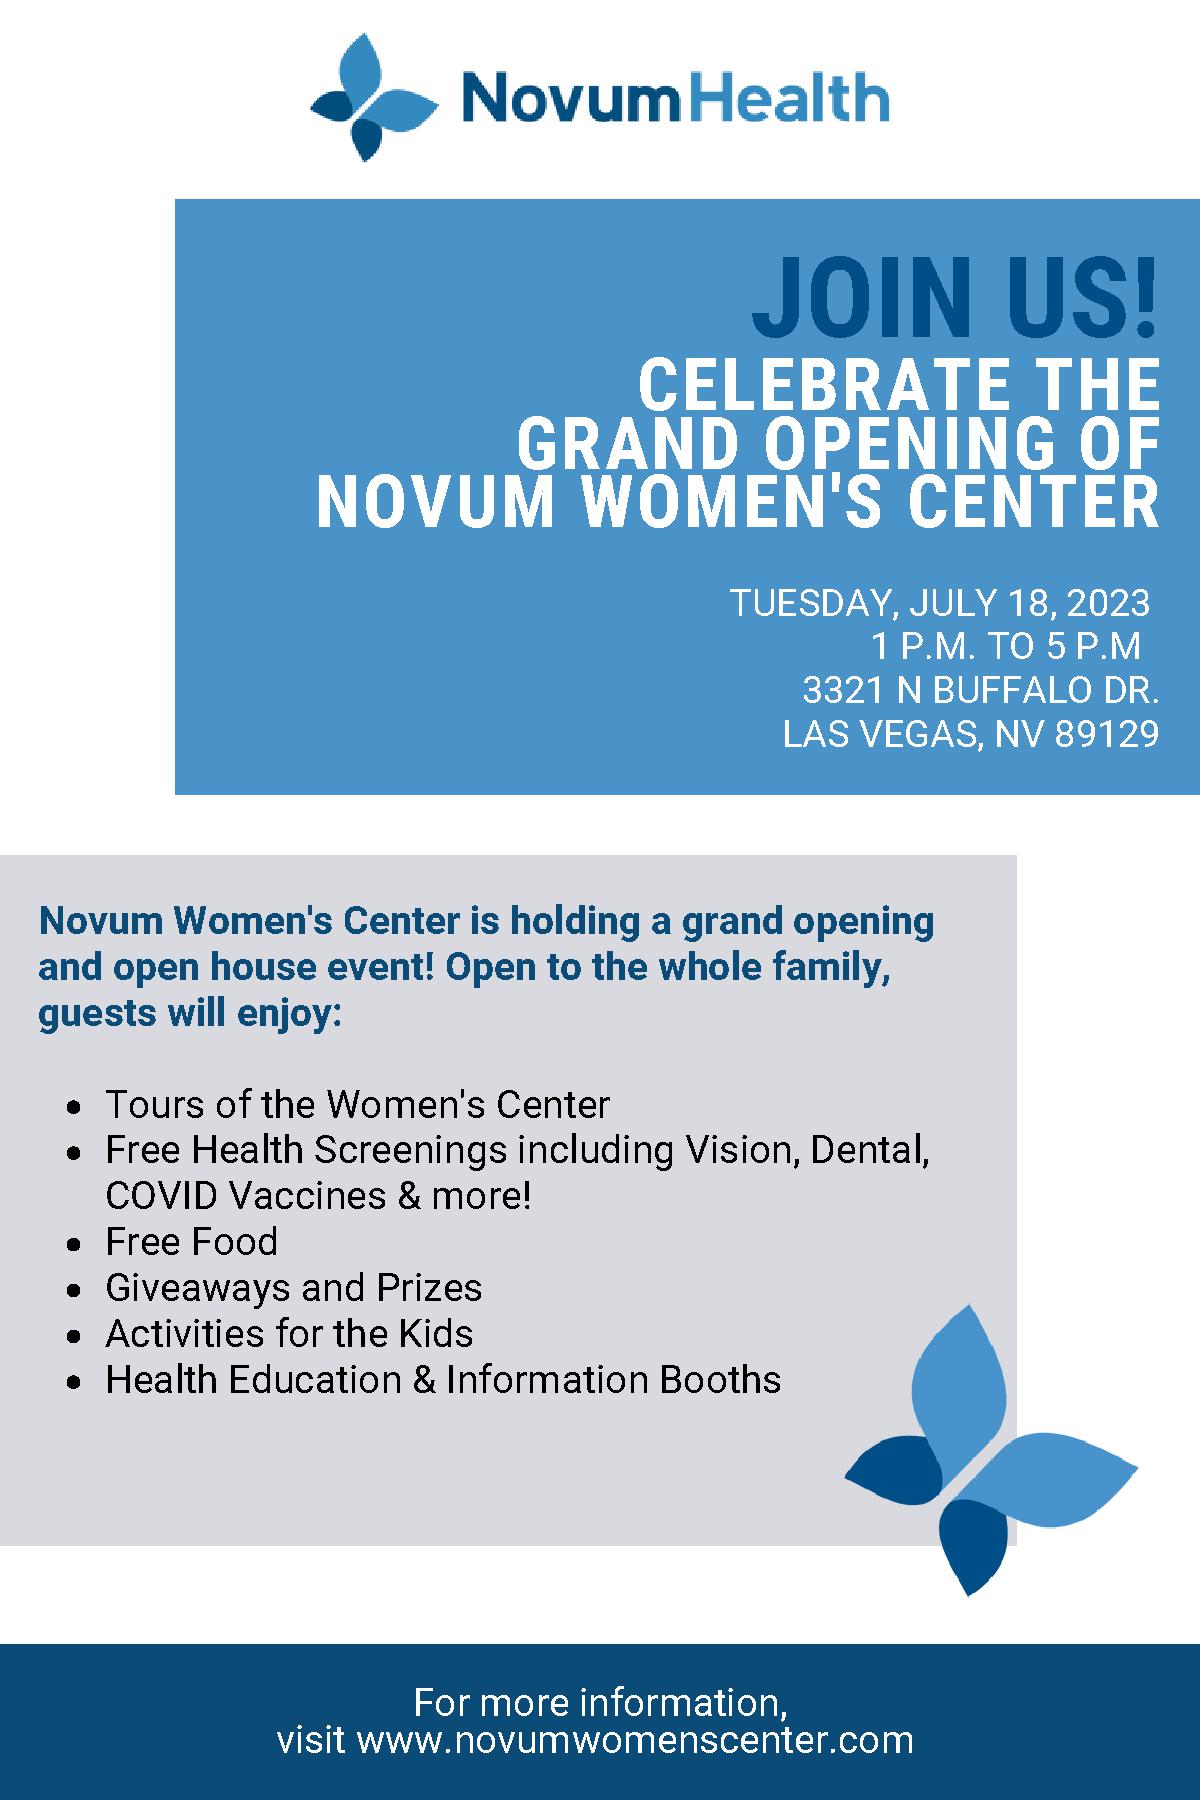 NovumHealth
JOIN US!
CELEBRATE THE
GRAND OPENING OF
NOVUM WOMEN'S CENTER
TUESDAY, JULY 18, 2023
1 P.M. TO 5 P.M
3321 N BUFFALO DR.
LAS VEGAS, NV 89129
Novum Women's Center is holding a grand opening
and open house event! Open to the whole family,
guests will enjoy:
• Tours of the Women's Center
• Free Health Screenings including Vision, Dental,
COVID Vaccines & more!
• Free Food
• Giveaways and Prizes
• Activities for the Kids
• Health Education & Information Booths
For more information,
visit www.novumwomenscenter.com